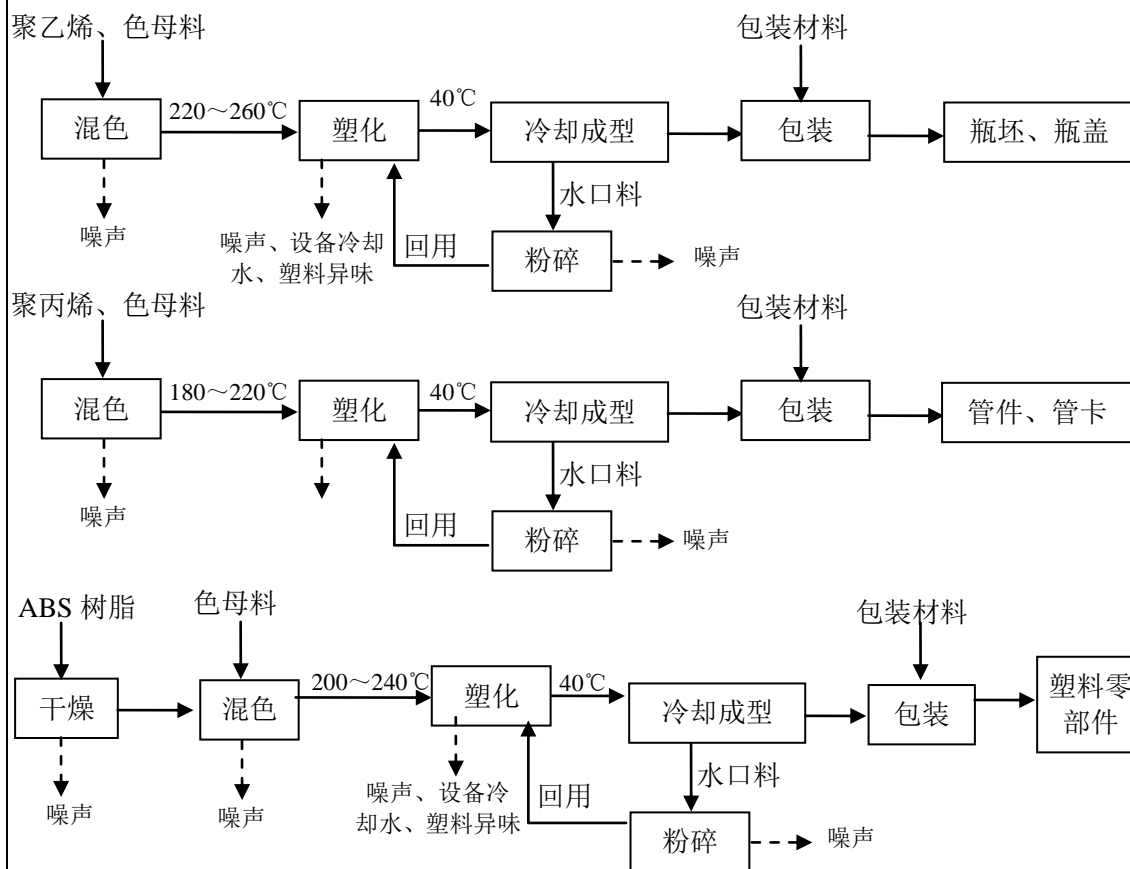 聚乙烯、色母料
包装材料
混色
220～260℃
塑化
40℃
冷却成型
包装
瓶坯、瓶盖
噪声
噪声、设备冷却
水、塑料异味
回用
水口料
粉碎
噪声
聚丙烯、色母料
包装材料
混色
180～220℃
塑化
40℃
冷却成型
包装
管件、管卡
噪声
回用
水口料
粉碎
噪声
ABS 树脂
色母料
包装材料
干燥
混色
200～240℃
塑化
40℃
冷却成型
包装
塑料零
部件
噪声
噪声
噪声、设备冷
却水、塑料异味
回用
水口料
粉碎
噪声